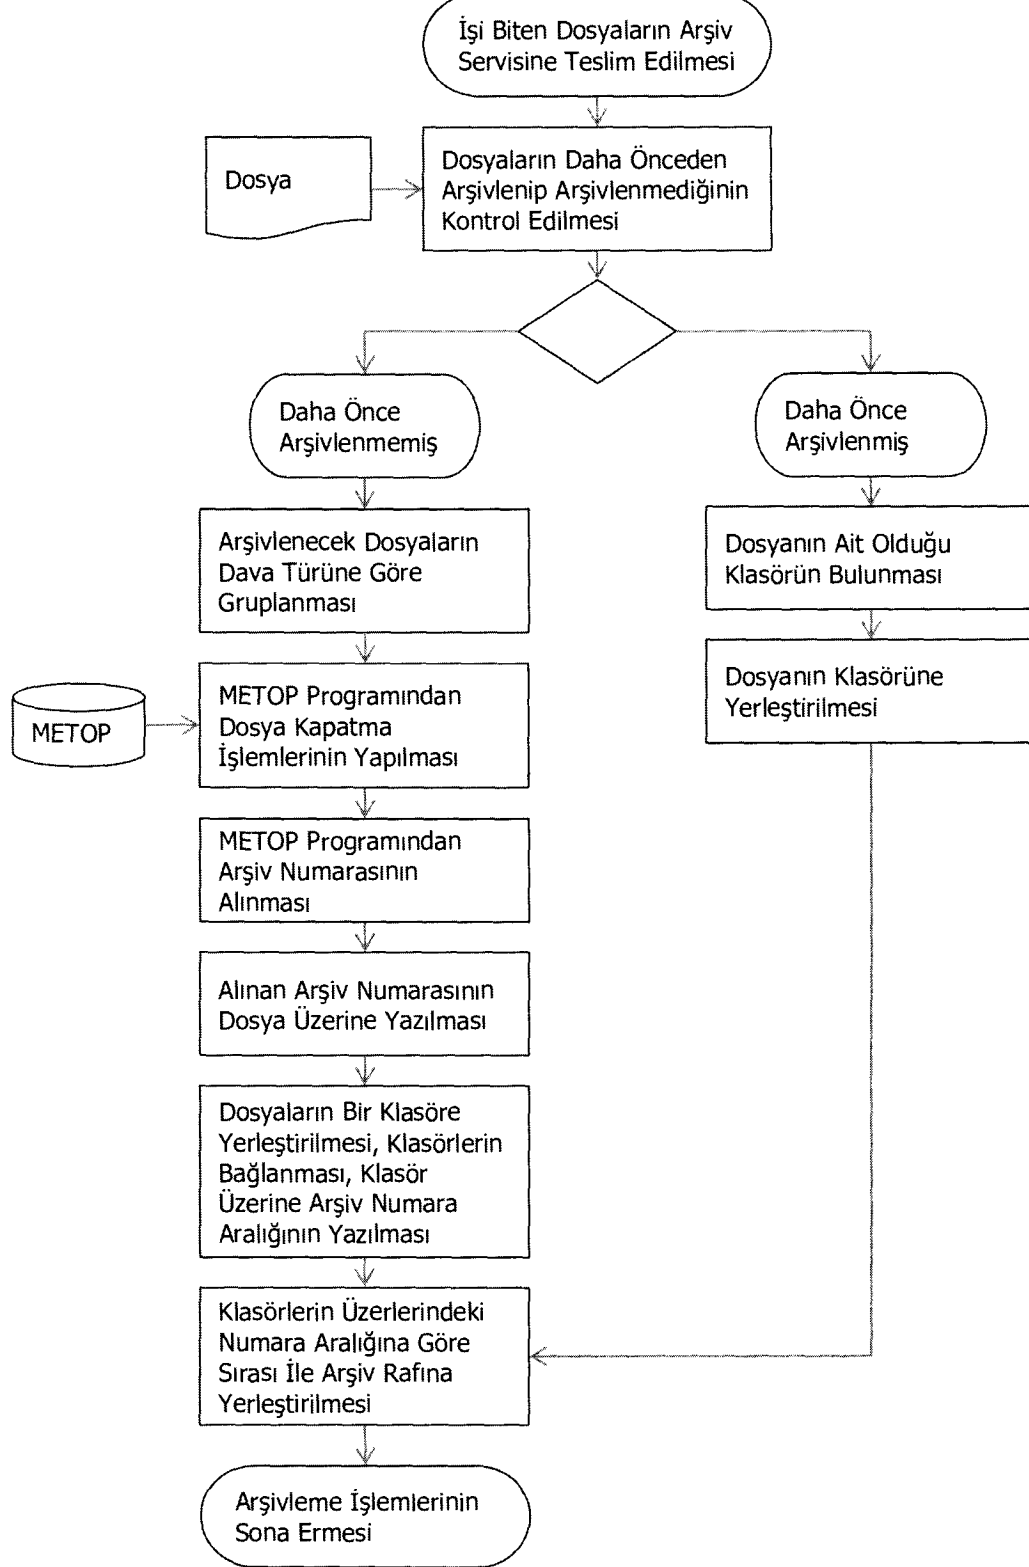 İşi Biten Dosyaların Arşiv
Servisine Teslim Edilmesi
Dosya
Dosyaların Daha Önceden
Arşivlenip Arşivlenmediğinin
Kontrol Edilmesi
Daha Önce
Arşivlenmemiş
Daha Önce
Arşivlenmiş
Arşivlenecek Dosyaların
Dava Türüne Göre
Gruplanması
Dosyanın Ait Olduğu
Klasörün Bulunması
METOP
METOP Programından
Dosya Kapatma
İşlemlerinin Yapılması
Dosyanın Klasörüne
Yerleştirilmesi
METOP Programından
Arşiv Numarasının
Alınması
Alınan Arşiv Numarasının
Dosya Üzerine Yazılması
Dosyaların Bir Klasöre
Yerleştirilmesi, Klasörlerin
Bağlanması, Klasör
Üzerine Arşiv Numara
Aralığının Yazılması
Klasörlerin Üzerlerindeki
Numara Aralığına Göre
Sırası İle Arşiv Rafına
Yerleştirilmesi
Arşivleme İşlemlerinin
Sona Ermesi